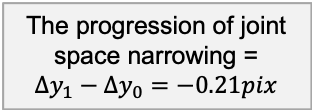 The progression of joint
space narrowing =
Δy₁ − Δy₀ = −0.21pix